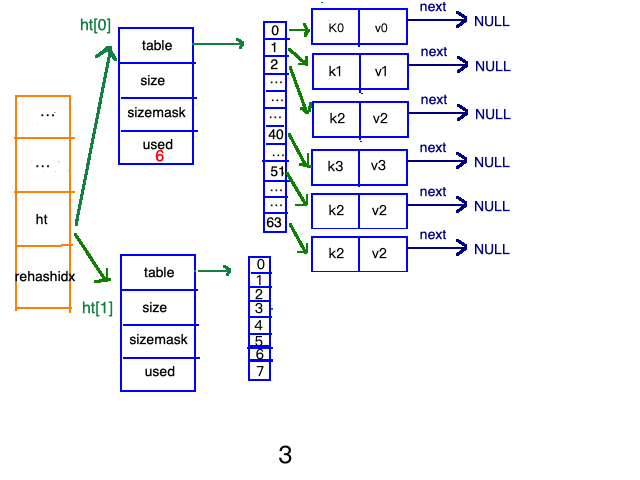 ht[0]
...
...
ht
rehashidx
table
size
sizemask
used
6
0
1
2
...
...
...
40
...
51
...
...
63
K0 v0 next NULL
k1 v1 next NULL
k2 v2 next NULL
k3 v3 next NULL
k2 v2 next NULL
k2 v2 next NULL
ht[1]
table
size
sizemask
used
0
1
2
3
4
5
6
7
3